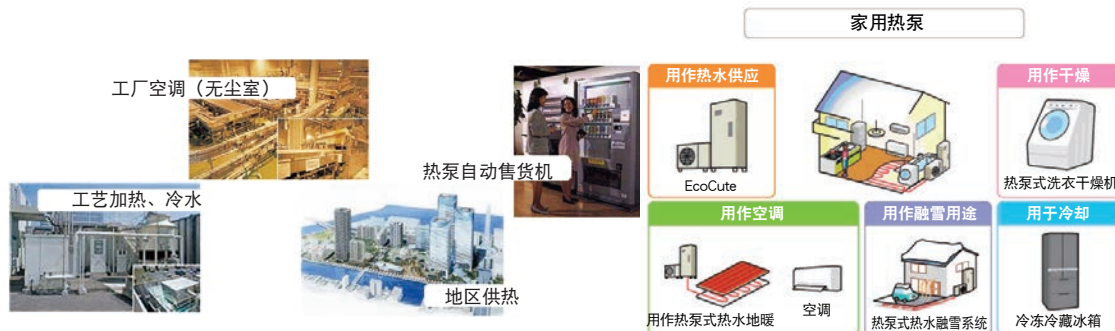 家用热泵
工厂空调（无尘室）
热泵自动售货机
工艺加热、冷水
地区供热
用作热水供应
EcoCute
用作干燥
热泵式洗衣干燥机
用作空调
用作热泵式热水地暖
空调
用作融雪用途
热泵式热水融雪系统
用于冷却
冷冻冷藏冰箱